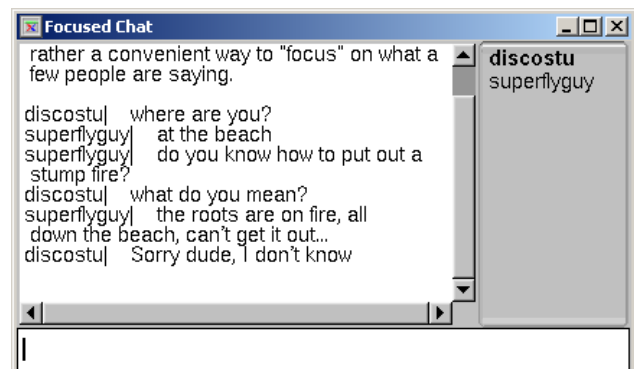 Focused Chat
rather a convenient way to "focus" on what a
few people are saying.
discostu|    where are you?
superflyguy|    at the beach
superflyguy|    do you know how to put out a
stump fire?
discostu|    what do you mean?
superflyguy|    the roots are on fire, all
down the beach, can't get it out...
discostu|    Sorry dude, I don't know
discostu
superflyguy